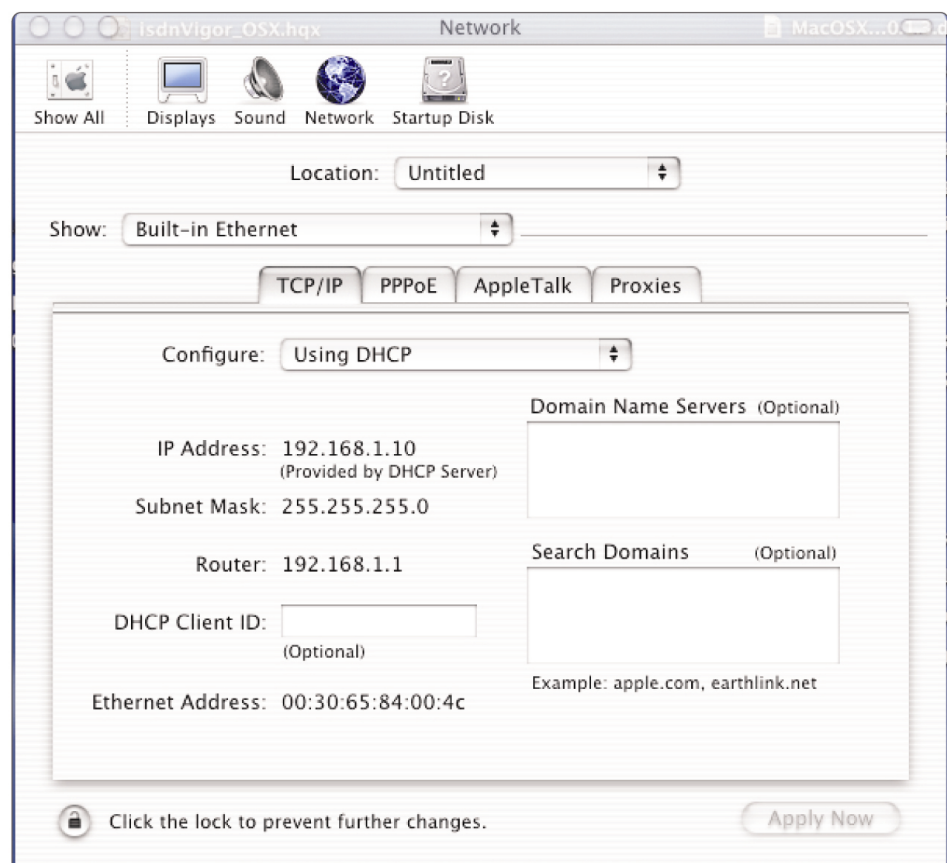 isdnVigor_OSX.hqx Network MacOSX...0.
Show All Displays Sound Network Startup Disk
Location: Untitled
Show: Built-in Ethernet
TCP/IP PPPoE AppleTalk Proxies
Configure: Using DHCP
Domain Name Servers (Optional)
IP Address: 192.168.1.10
(Provided by DHCP Server)
Subnet Mask: 255.255.255.0
Search Domains (Optional)
Router: 192.168.1.1
DHCP Client ID:
(Optional)
Example: apple.com, earthlink.net
Ethernet Address: 00:30:65:84:00:4c
Click the lock to prevent further changes.
Apply Now